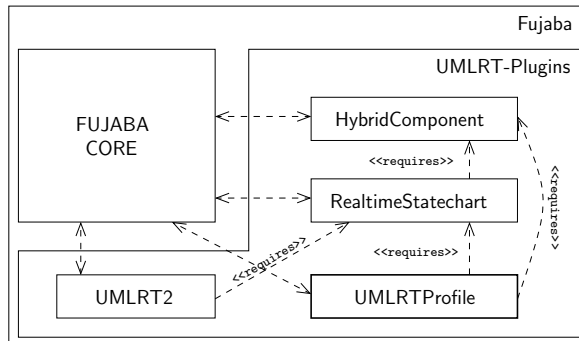 Fujaba
UMLRT-Plugins
FUJABA
CORE
HybridComponent
<<requires>>
<<requires>>
RealtimeStatechart
<<requires>>
<<requires>>
UMLRT2
UMLRTProfile